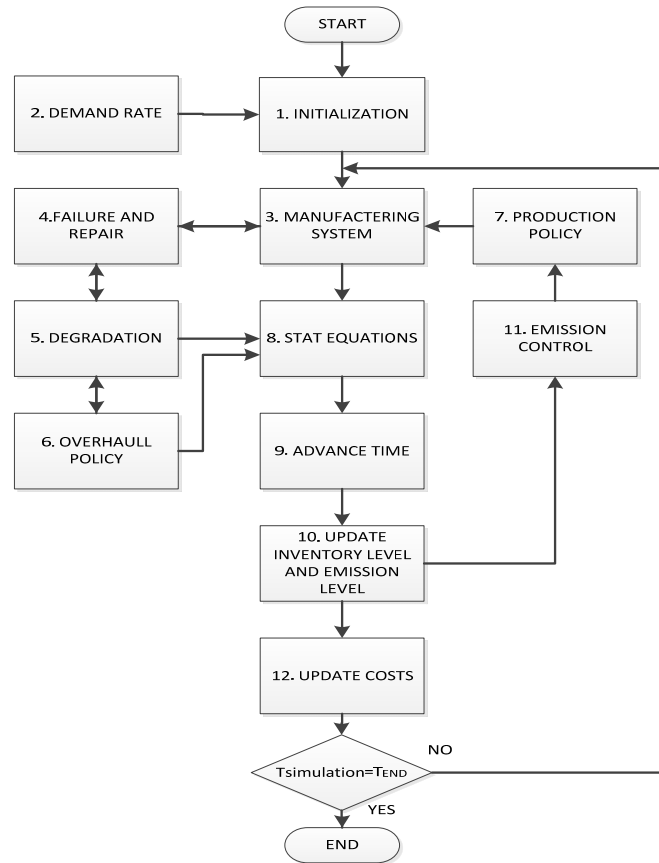 START
2. DEMAND RATE
1. INITIALIZATION
4.FAILURE AND
REPAIR
3. MANUFACTERING
SYSTEM
7. PRODUCTION
POLICY
5. DEGRADATION
8. STAT EQUATIONS
11. EMISSION
CONTROL
6. OVERHAULL
POLICY
9. ADVANCE TIME
10. UPDATE
INVENTORY LEVEL
AND EMISSION
LEVEL
12. UPDATE COSTS
NO
Tsimulation=TEND
YES
END